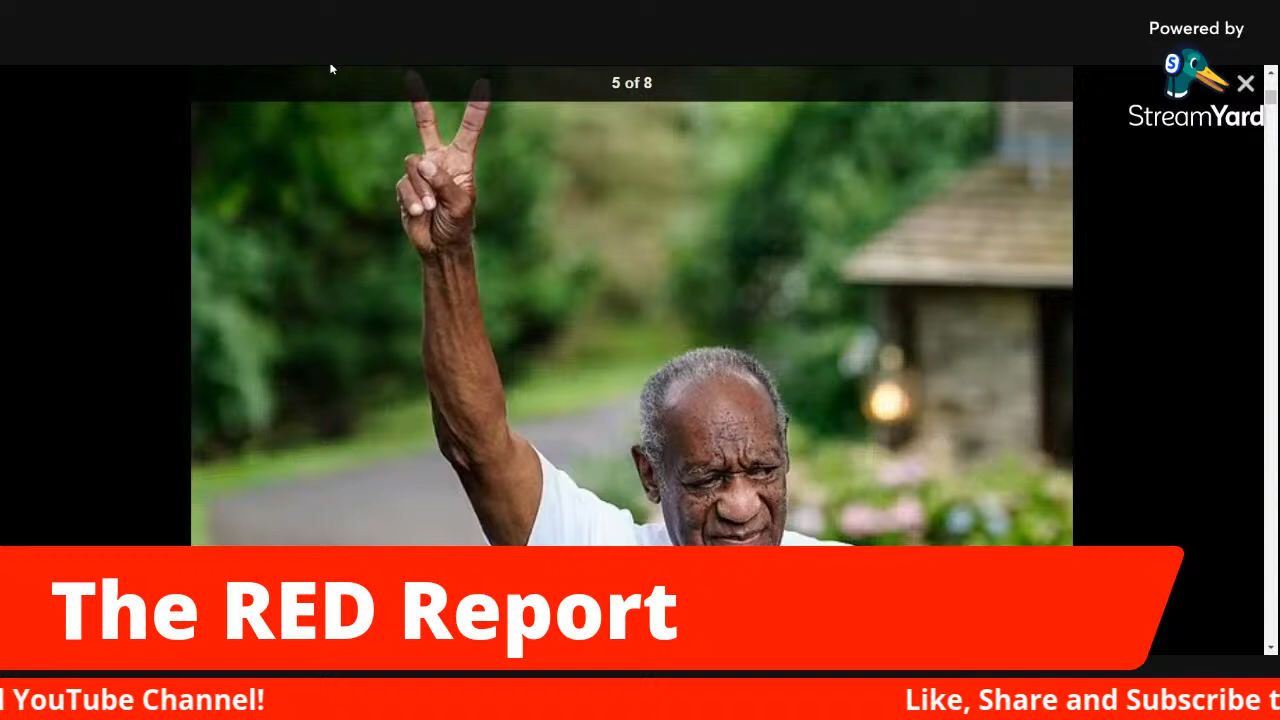 Powered by
5 of 8
S
StreamYard
The RED Report
YouTube Channel!
Like, Share and Subscribe